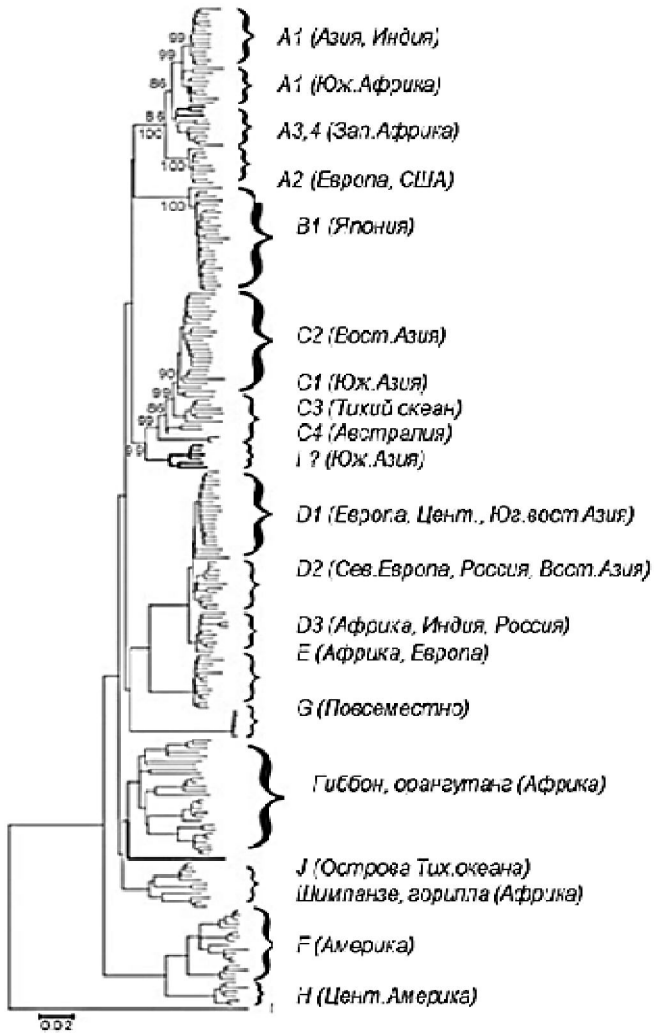 99
A1 (Азия, Индия)
99
86
A1 (Юж.Африка)
100
A3,4 (Зап.Африка)
100
A2 (Европа, США)
100
B1 (Япония)
C2 (Вост.Азия)
90
C1 (Юж.Азия)
99
C3 (Тихий океан)
C4 (Австралия)
I ? (Юж.Азия)
D1 (Европа, Цент., Юг.вост.Азия)
D2 (Сев.Европа, Россия, Вост.Азия)
D3 (Африка, Индия, Россия)
E (Африка, Европа)
G (Повсеместно)
Гиббон, орангутанг (Африка)
J (Острова Тих.океана)
Шимпанзе, горилла (Африка)
F (Америка)
H (Цент.Америка)
0.02